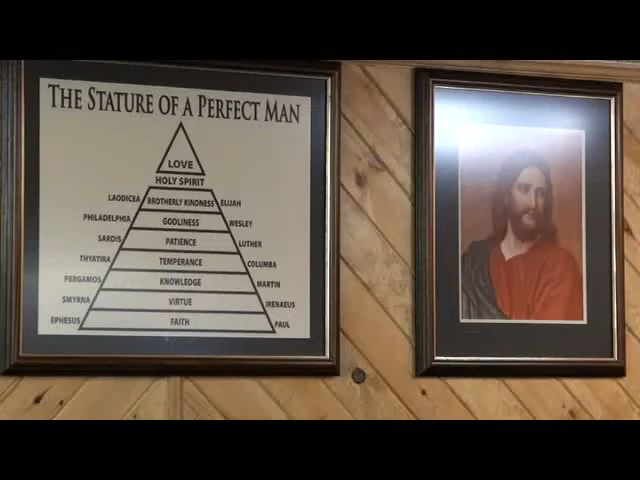 THE STATURE OF A PERFECT MAN
LOVE
HOLY SPIRIT
LAODICEA BROTHERLY KINDNESS ELIJAH
PHILADELPHIA GODLINESS WESLEY
SARDIS PATIENCE LUTHER
THYATIRA TEMPERANCE COLUMBA
PERGAMOS KNOWLEDGE MARTIN
SMYRNA VIRTUE IRENAEUS
EPHESUS FAITH PAUL